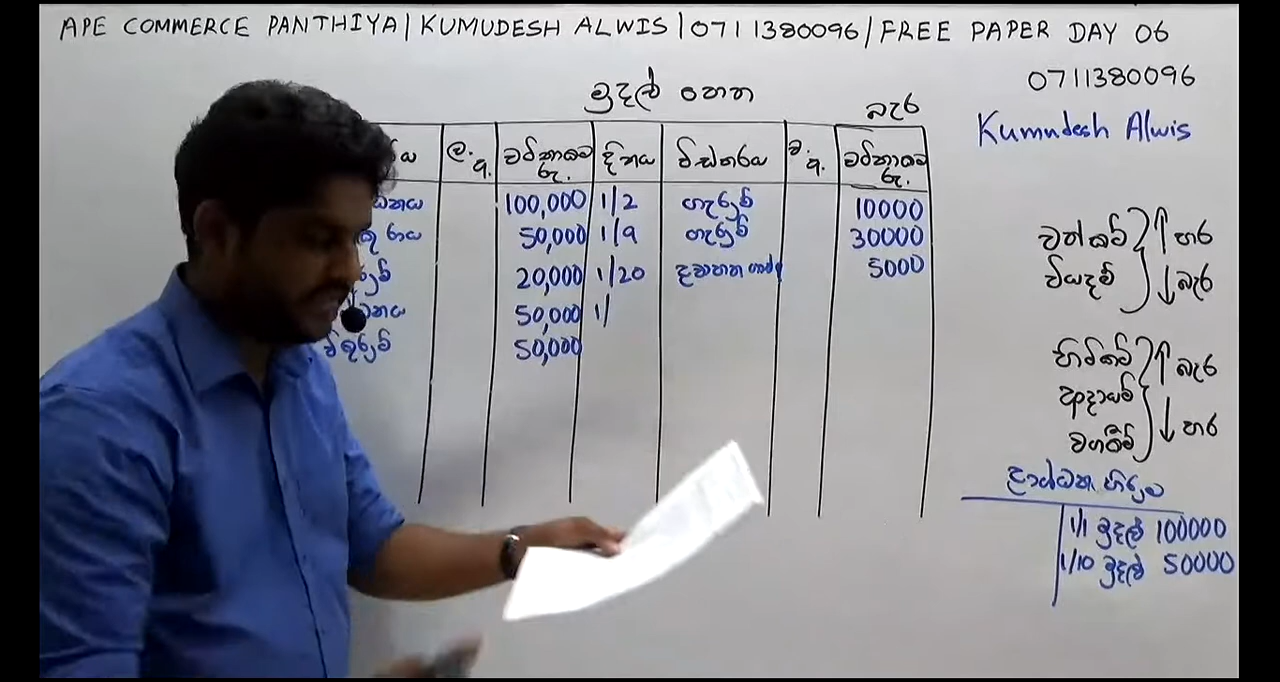 APE COMMERCE PANTHIYA | KUMUDESH ALWIS | 0711380096 / FREE PAPER DAY 06
0711380096
Kumudesh Alwis
මුදල් පොත
බැර
ල. පු. වටිනාකම රු. දිනය විස්තරය ව. පු. වටිනාකම රු.
100,000 1/2 ගැණුම් 10000
50,000 1/9 ගැණුම් 30000
20,000 1/20 5000
50,000 1/
50,000
වත්කම් ↑ හර
වියදම් ↓ බැර
හිමිකම් ↑ බැර
ආදායම්
වගකීම් ↓ හර
ප්‍රාග්ධන ගිණුම
1/1 මුදල් 100000
1/10 මුදල් 50000